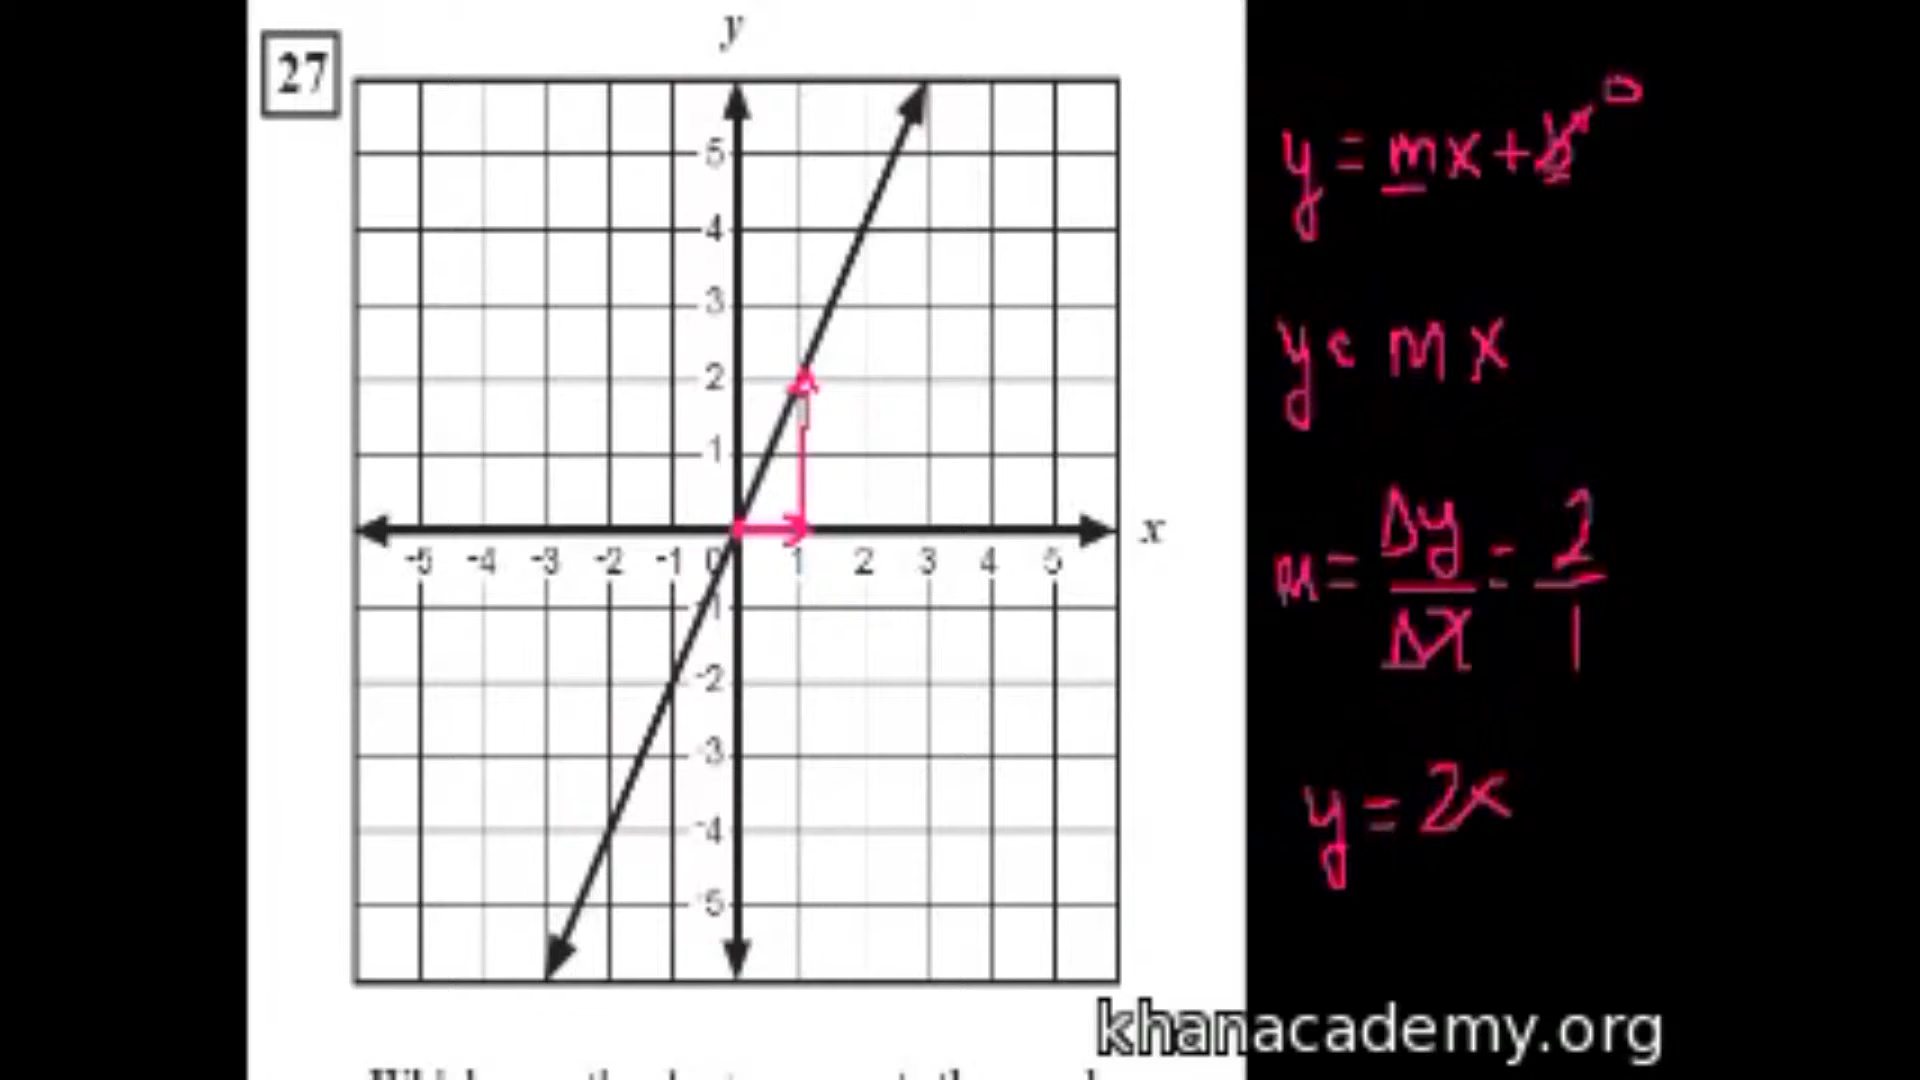 y
27
5
4
3
2
1
x
-5 -4 -3 -2 -1 0 1 2 3 4 5
-1
-2
-3
-4
-5
y = mx + b 0
y = mx
m = Δy/Δx = 2/1
y = 2x
khanacademy.org